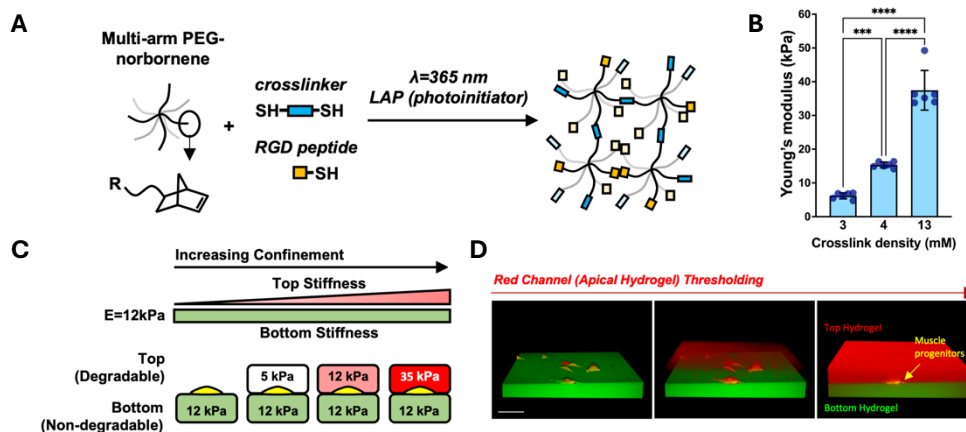 A
Multi-arm PEG-
norbornene
R
+
crosslinker
SH
SH
RGD peptide
SH
λ=365 nm
LAP (photoinitiator)
B
****
***
****
Young's modulus (kPa)
60
50
40
30
20
10
0
3
4
13
Crosslink density (mM)
C
Increasing Confinement
Top Stiffness
E=12kPa
Bottom Stiffness
Top
(Degradable)
5 kPa
12 kPa
35 kPa
Bottom
(Non-degradable)
12 kPa
12 kPa
12 kPa
12 kPa
D
Red Channel (Apical Hydrogel) Thresholding
Top Hydrogel
Muscle
progenitors
Bottom Hydrogel